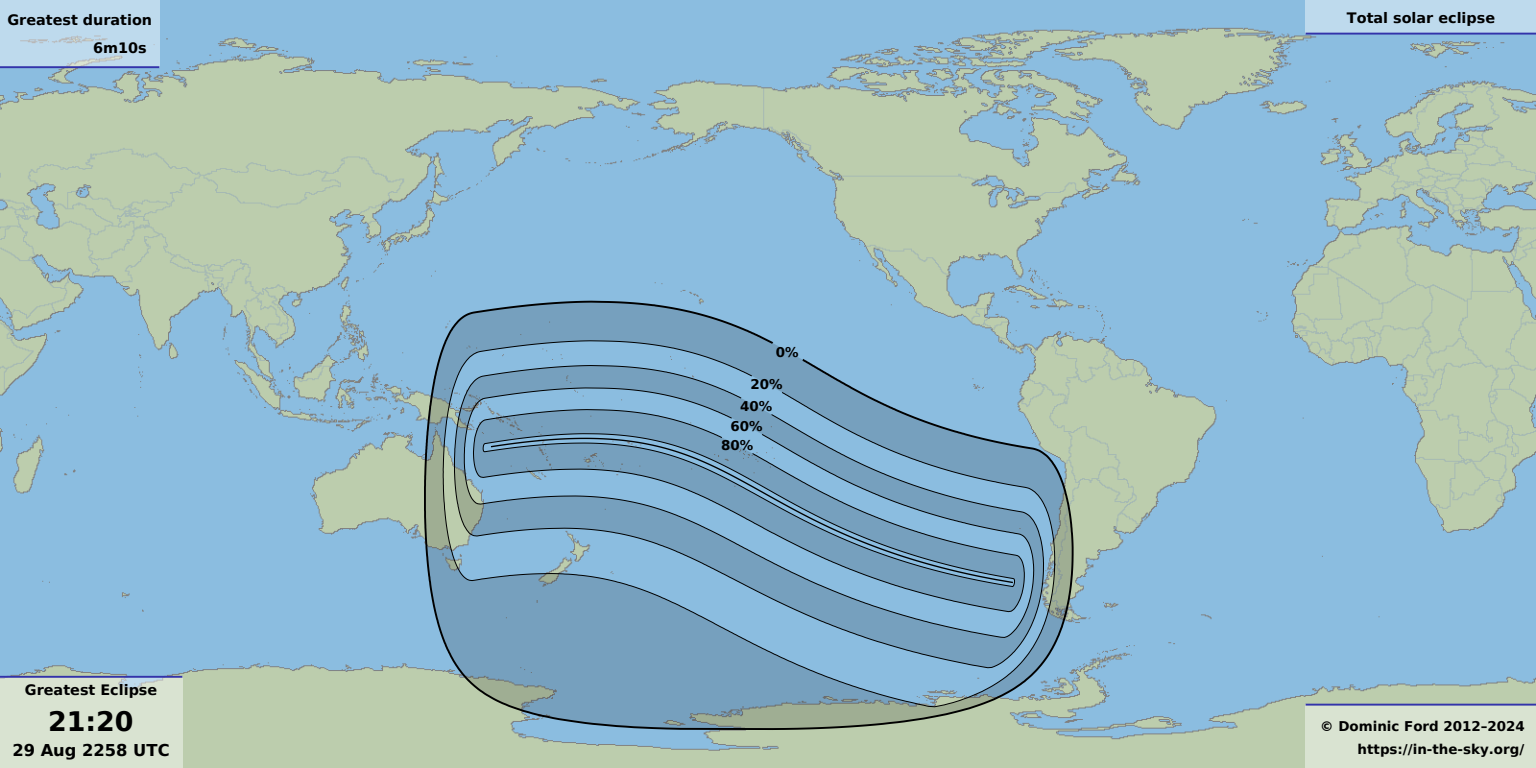 Greatest duration
6m10s
Total solar eclipse
0%
20%
40%
60%
80%
Greatest Eclipse
21:20
29 Aug 2258 UTC
© Dominic Ford 2012–2024
https://in-the-sky.org/